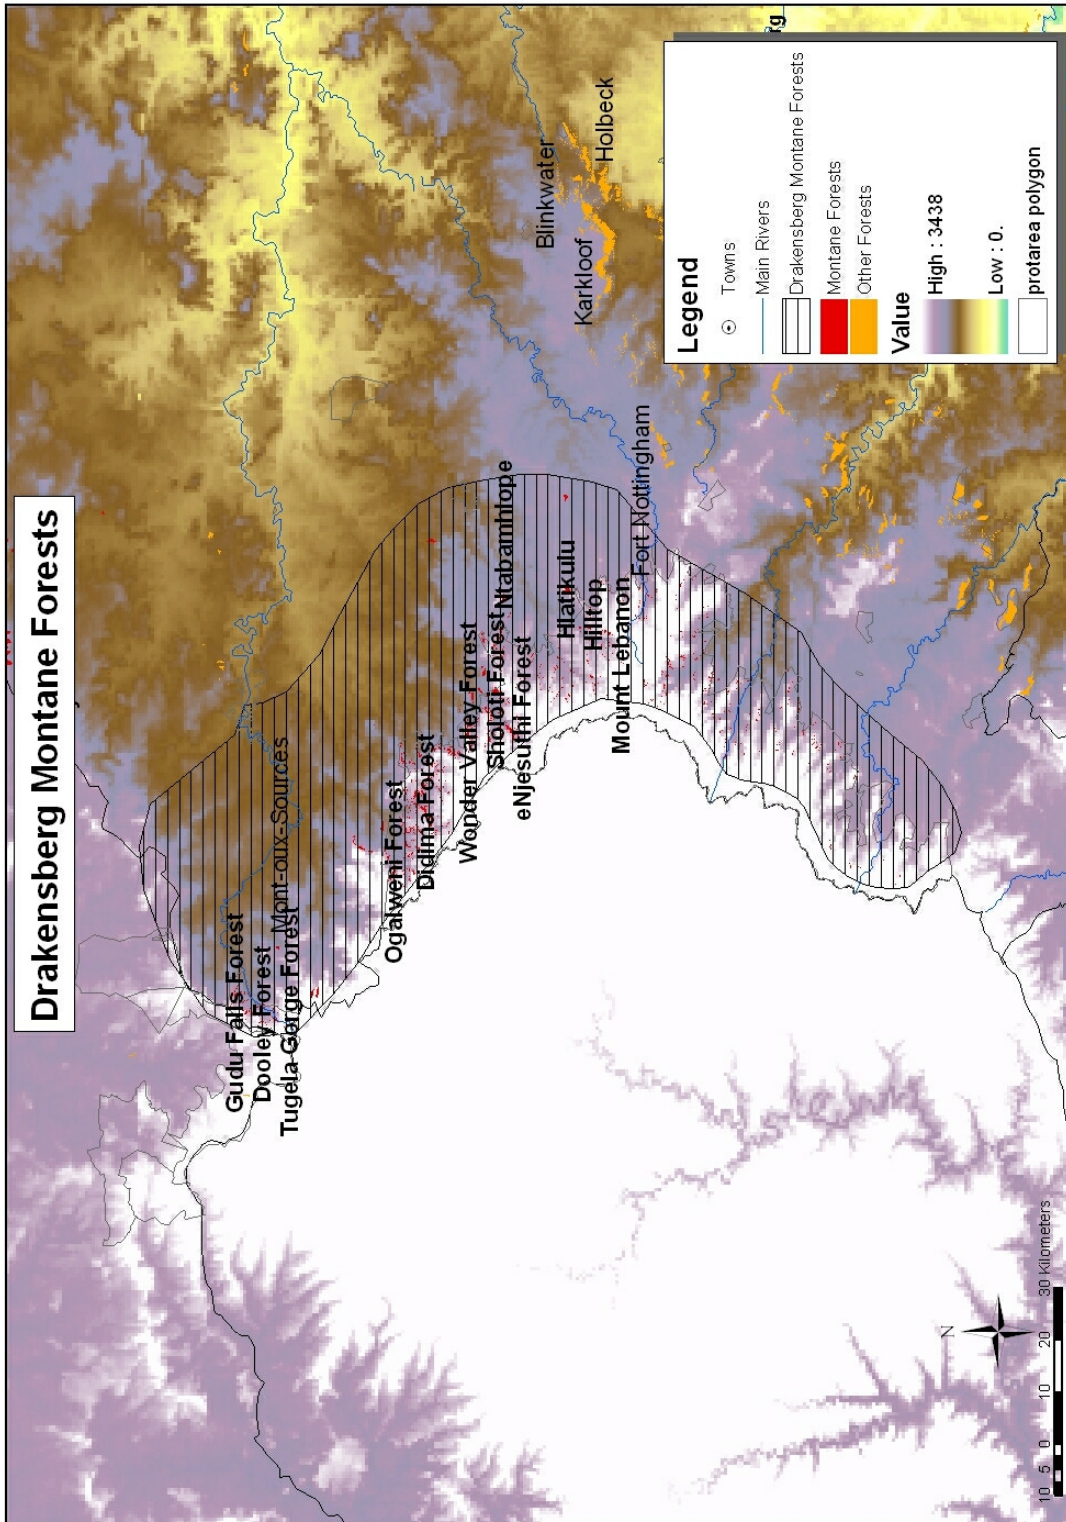 Drakensberg Montane Forests
Gudu Falls Forest
Dooley Forest
Mont-oux-Sources
Tugela Gorge Forest
Ogalweni Forest
Didima Forest
Wonder Valley Forest
Sholoti Forest
Ntabamhlope
eNjesuthi Forest
Hlatikulu
Hilltop
Mount Lebanon
Fort Nottingham
Blinkwater
Karkloof
Holbeck
rg
Legend
Towns
Main Rivers
Drakensberg Montane Forests
Montane Forests
Other Forests
Value
High : 3438
Low : 0.
protarea polygon
N
10 5 0 10 20 30 Kilometers